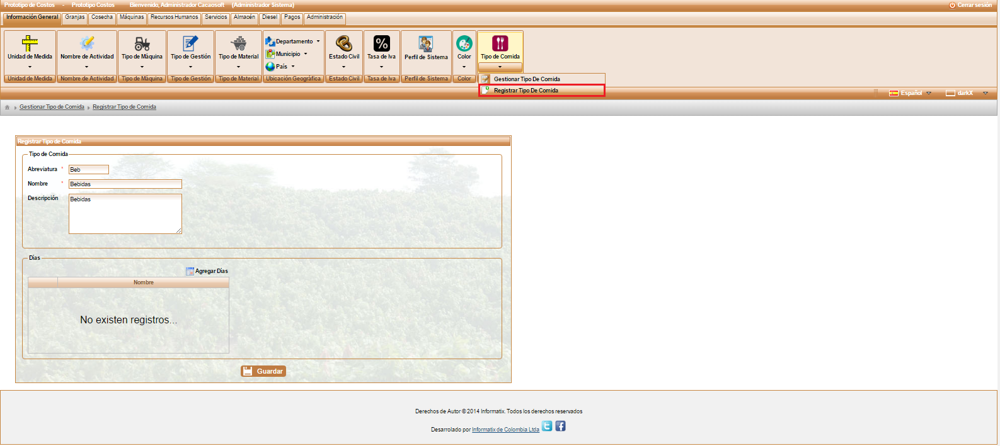 Prototipo de Costos - Prototipo Costos Bienvenido, Administrador Cacaosoft (Administrador Sistema) Cerrar sesión
Información General Granjas Cosecha Máquinas Recursos Humanos Servicios Almacén Diesel Pagos Administración
Departamento
Municipio
País
Unidad de Medida Nombre de Actividad Tipo de Máquina Tipo de Gestión Tipo de Material Estado Civil Tasa de Iva Perfil de Sistema Color Tipo de Comida
Unidad de Medida Nombre de Actividad Tipo de Máquina Tipo de Gestión Tipo de Material Ubicación Geográfica Estado Civil Tasa de Iva Perfil de Sistema Color
Gestionar Tipo De Comida
Registrar Tipo De Comida
Español darkX
Gestionar Tipo de Comida Registrar Tipo de Comida
Registrar Tipo de Comida
Tipo de Comida
Abreviatura * Beb
Nombre * Bebidas
Descripción Bebidas
Días
Agregar Días
Nombre
No existen registros...
Guardar
Derechos de Autor © 2014 Informatix. Todos los derechos reservados
Desarrolado por Informatix de Colombia Ltda